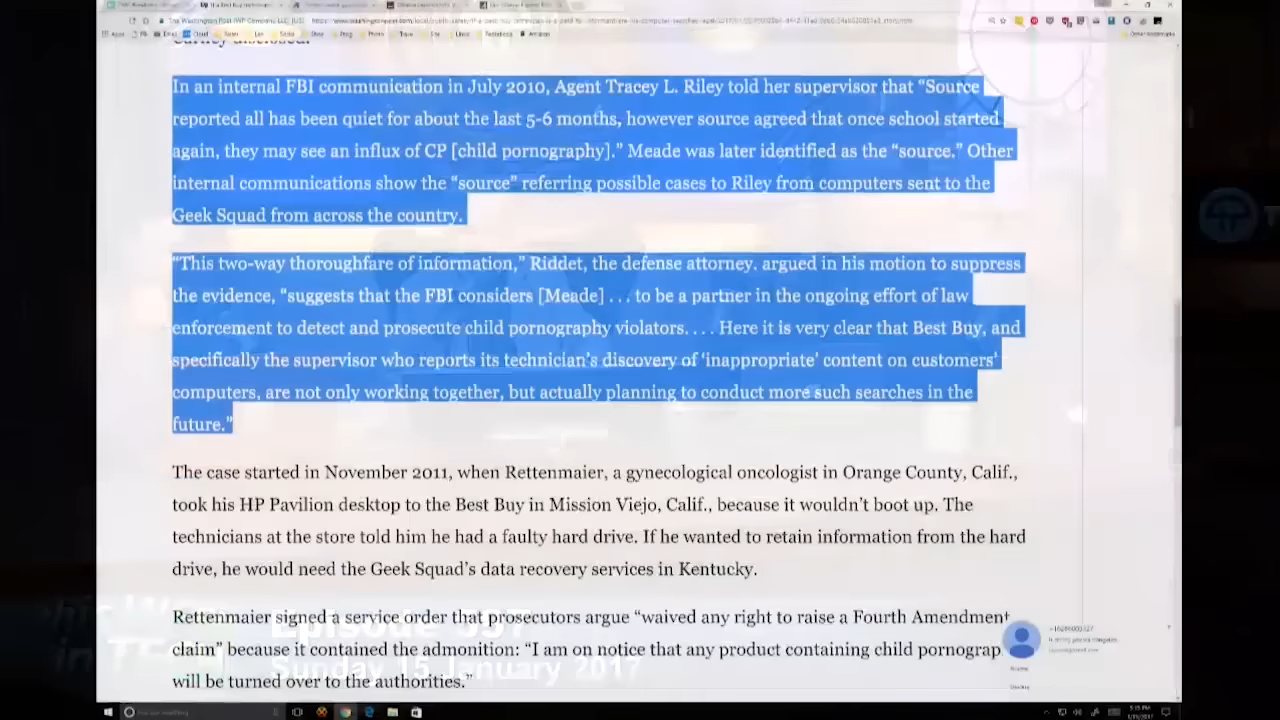 In an internal FBI communication in July 2010, Agent Tracey L. Riley told her supervisor that “Source
reported all has been quiet for about the last 5-6 months, however source agreed that once school started
again, they may see an influx of CP [child pornography].” Meade was later identified as the “source.” Other
internal communications show the “source” referring possible cases to Riley from computers sent to the
Geek Squad from across the country.
“This two-way thoroughfare of information,” Riddet, the defense attorney, argued in his motion to suppress
the evidence, “suggests that the FBI considers [Meade] . . . to be a partner in the ongoing effort of law
enforcement to detect and prosecute child pornography violators. . . . Here it is very clear that Best Buy, and
specifically the supervisor who reports its technician’s discovery of ‘inappropriate’ content on customers’
computers, are not only working together, but actually planning to conduct more such searches in the
future.”
The case started in November 2011, when Rettenmaier, a gynecological oncologist in Orange County, Calif.,
took his HP Pavilion desktop to the Best Buy in Mission Viejo, Calif., because it wouldn’t boot up. The
technicians at the store told him he had a faulty hard drive. If he wanted to retain information from the hard
drive, he would need the Geek Squad’s data recovery services in Kentucky.
Rettenmaier signed a service order that prosecutors argue “waived any right to raise a Fourth Amendment
claim” because it contained the admonition: “I am on notice that any product containing child pornograp
will be turned over to the authorities.”
Episode 597
Sunday, 15 January 2017